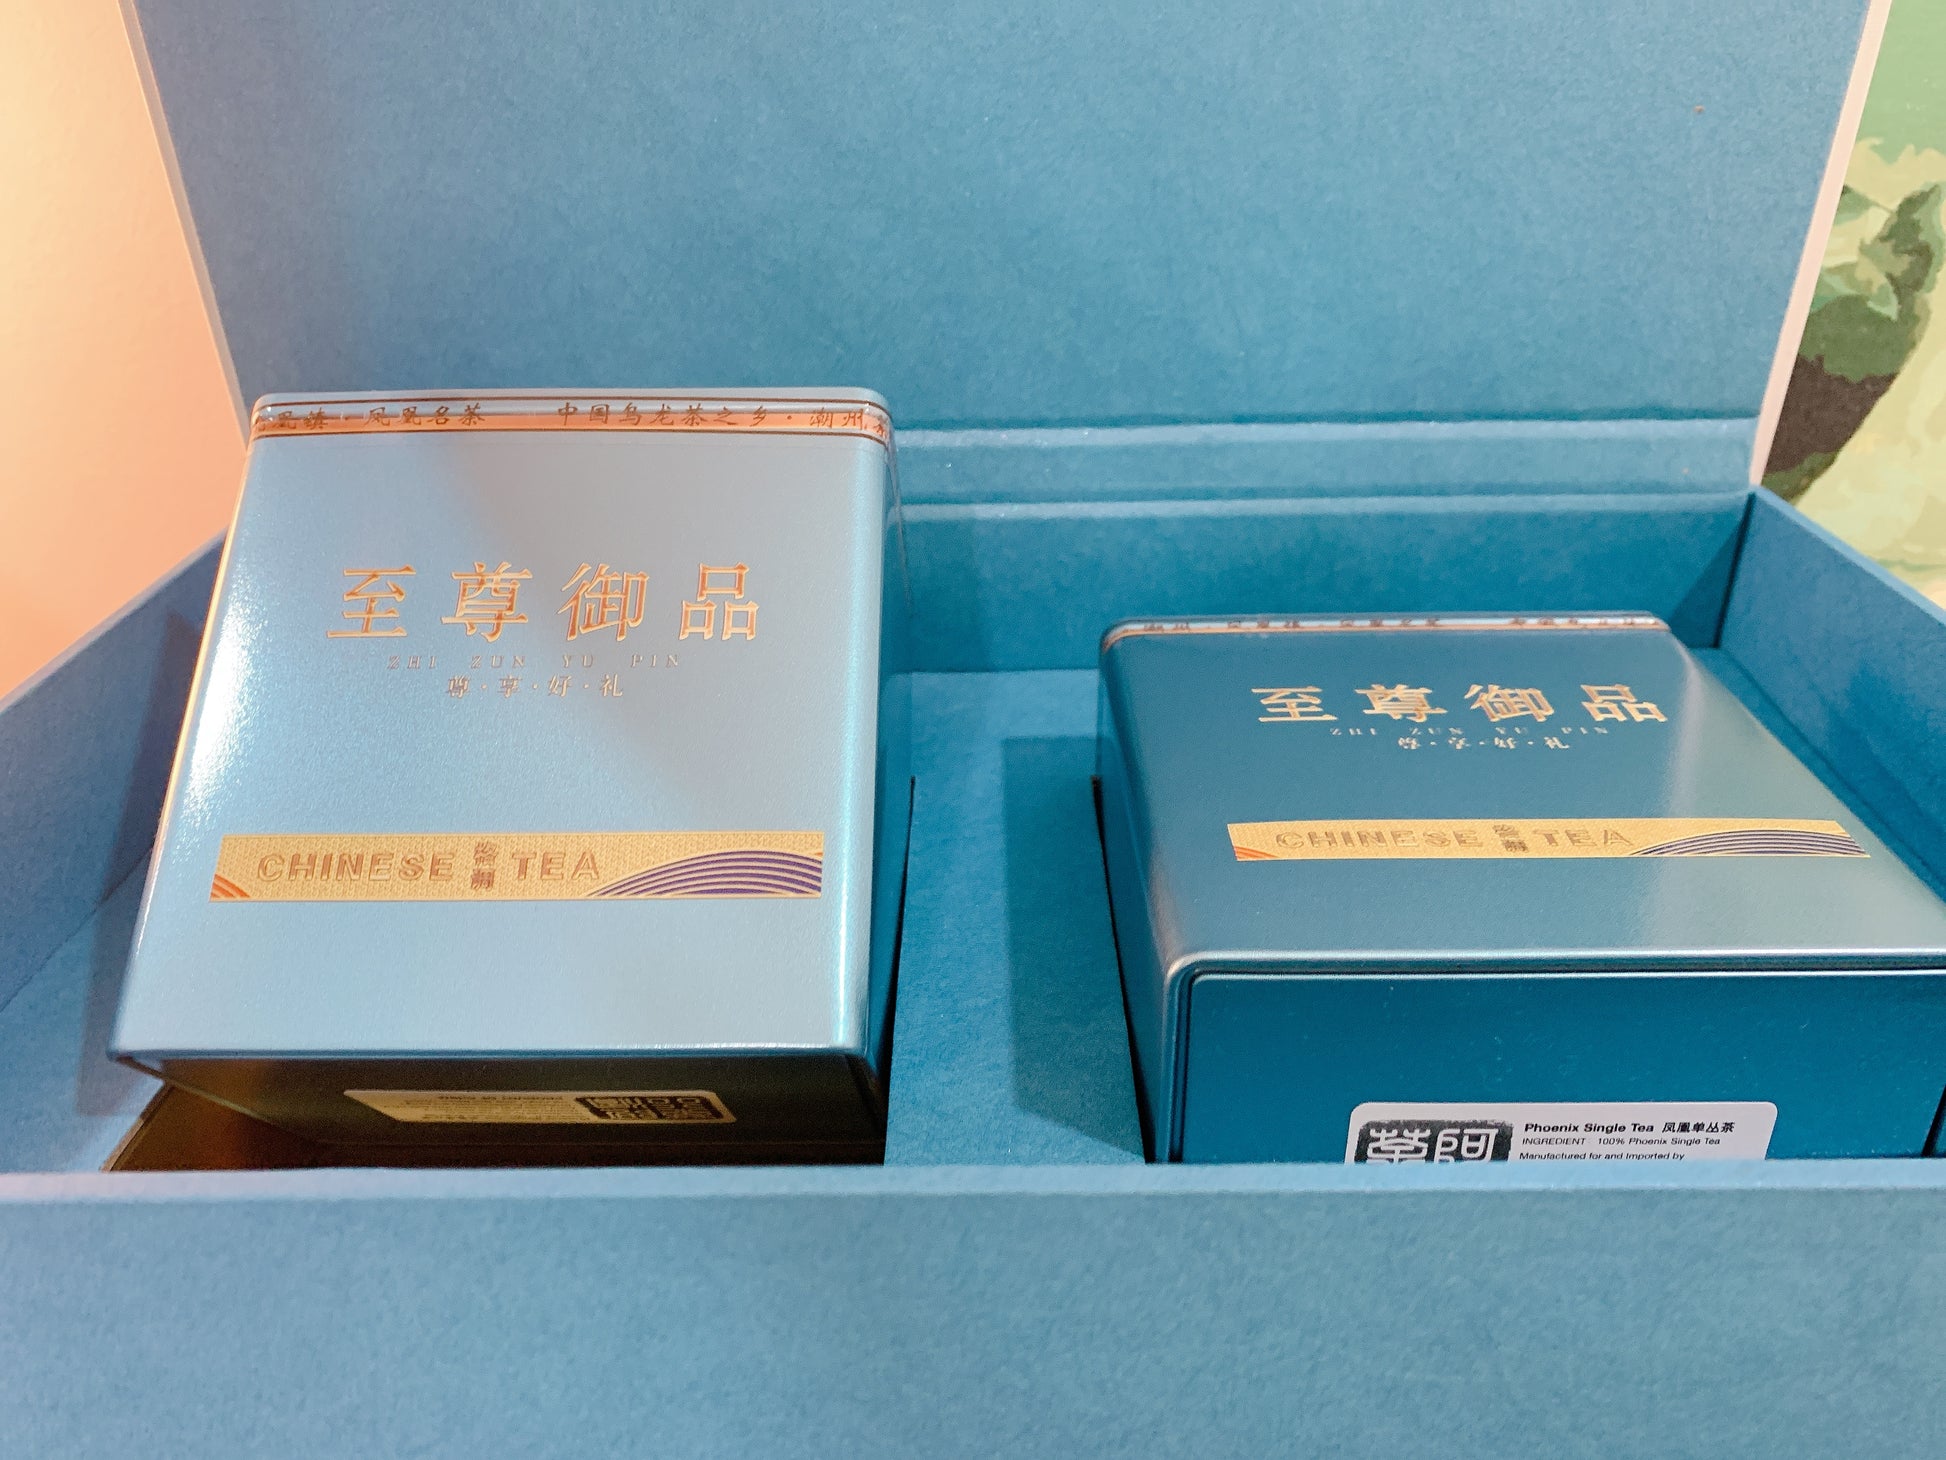 凤凰名茶 中国乌龙茶之乡·潮州
至尊御品
ZHI ZUN YU PIN
尊·享·好·礼
CHINESE TEA
至尊御品
ZHI ZUN YU PIN
尊·享·好·礼
CHINESE TEA
Phoenix Single Tea 凤凰单丛茶
INGREDIENT: 100% Phoenix Single Tea
Manufactured for and Imported by